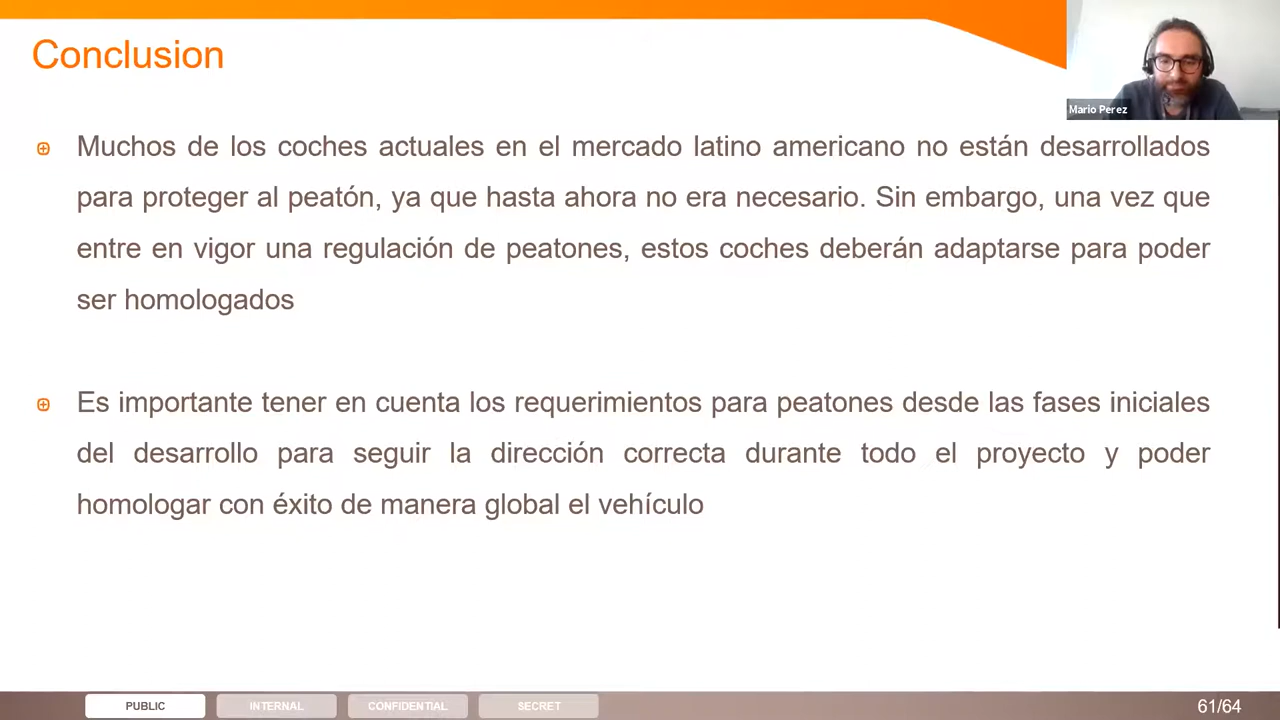 Conclusion
Mario Perez
Muchos de los coches actuales en el mercado latino americano no están desarrollados
para proteger al peatón, ya que hasta ahora no era necesario. Sin embargo, una vez que
entre en vigor una regulación de peatones, estos coches deberán adaptarse para poder
ser homologados
Es importante tener en cuenta los requerimientos para peatones desde las fases iniciales
del desarrollo para seguir la dirección correcta durante todo el proyecto y poder
homologar con éxito de manera global el vehículo
PUBLIC INTERNAL CONFIDENTIAL SECRET 61/64